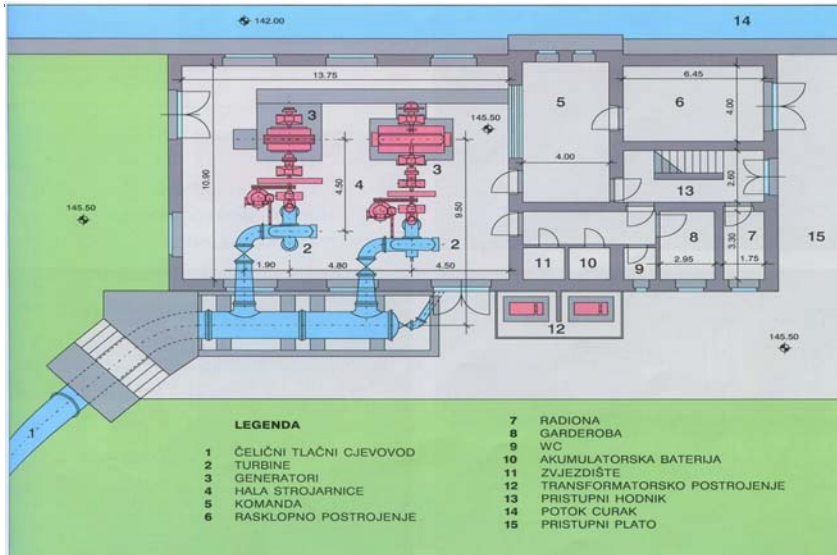 142.00
14
13.75
6.45
3
5
6
4.00
145.50
10.90
4.00
4.50
4
3
13
2.60
9.50
145.50
2
2
8
7
3.30
15
1.90
4.80
4.50
11
10
9
2.95
1.75
12
145.50
1
LEGENDA
1 ČELIČNI TLAČNI CJEVOVOD
2 TURBINE
3 GENERATORI
4 HALA STROJARNICE
5 KOMANDA
6 RASKLOPNO POSTROJENJE
7 RADIONA
8 GARDEROBA
9 WC
10 AKUMULATORSKA BATERIJA
11 ZVJEZDIŠTE
12 TRANSFORMATORSKO POSTROJENJE
13 PRISTUPNI HODNIK
14 POTOK CURAK
15 PRISTUPNI PLATO